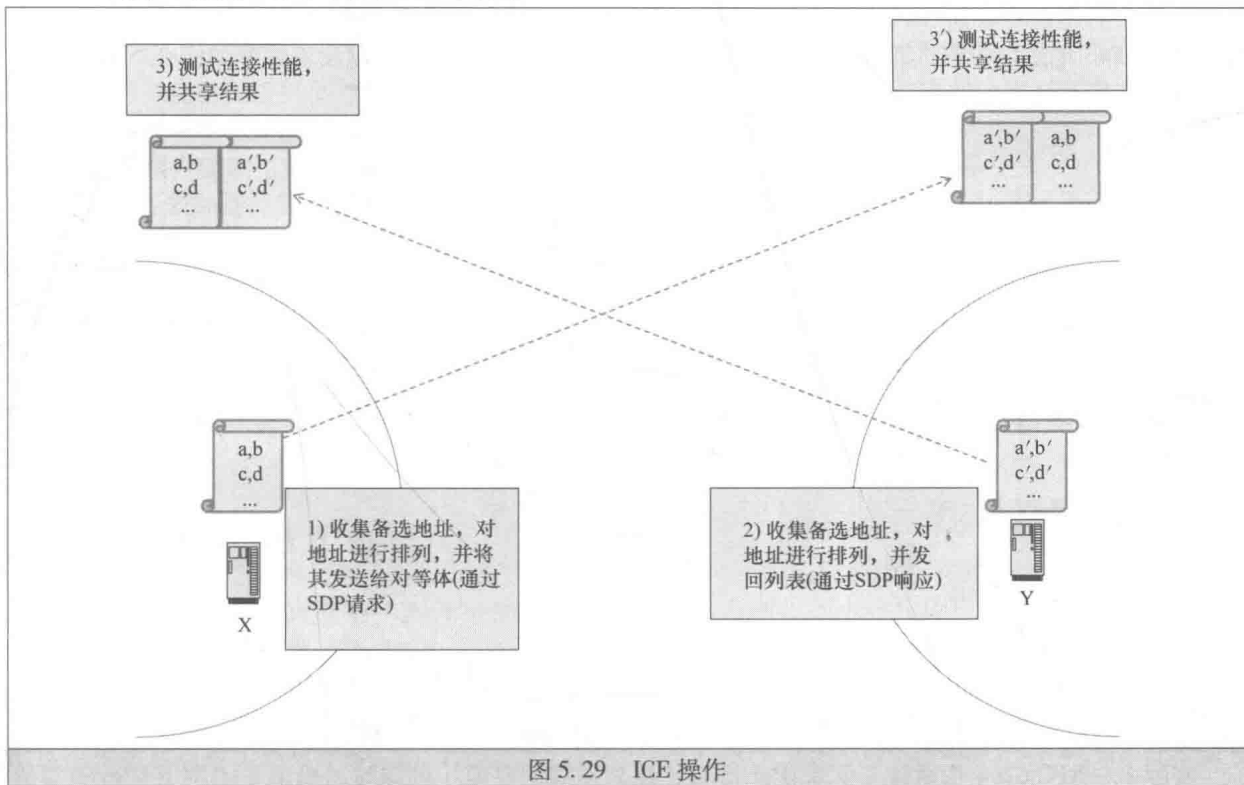 3) 测试连接性能，
并共享结果
3′) 测试连接性能，
并共享结果
a,b
c,d
...
a′,b′
c′,d′
...
a′,b′
c′,d′
...
a,b
c,d
...
a,b
c,d
...
a′,b′
c′,d′
...
1) 收集备选地址，对
地址进行排列，并将
其发送给对等体(通过
SDP请求)
2) 收集备选地址，对
地址进行排列，并发
回列表(通过SDP响应)
X
Y
图 5. 29 ICE 操作